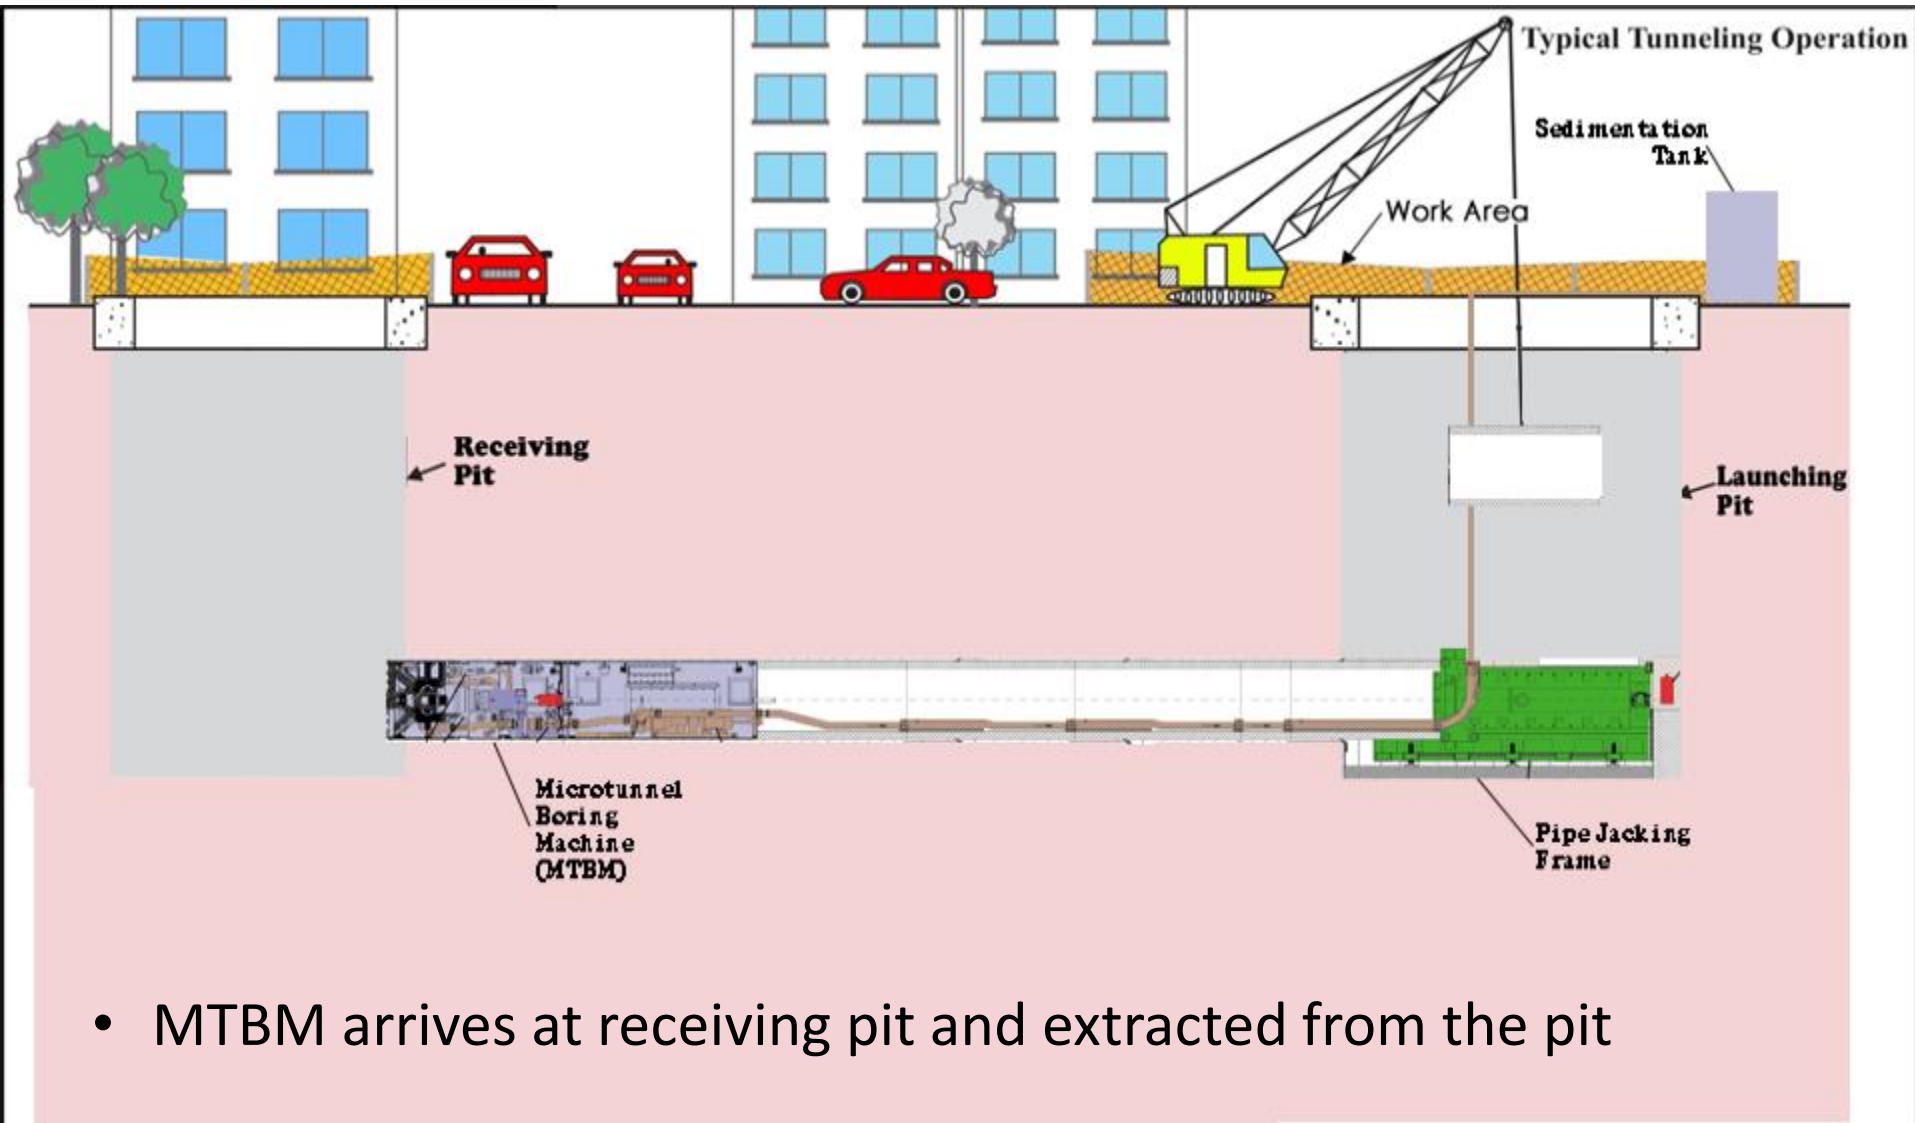 Typical Tunneling Operation
Sedimentation
Tank
Work Area
Receiving
Pit
Launching
Pit
Microtunnel
Boring
Machine
(MTBM)
Pipe Jacking
Frame
• MTBM arrives at receiving pit and extracted from the pit